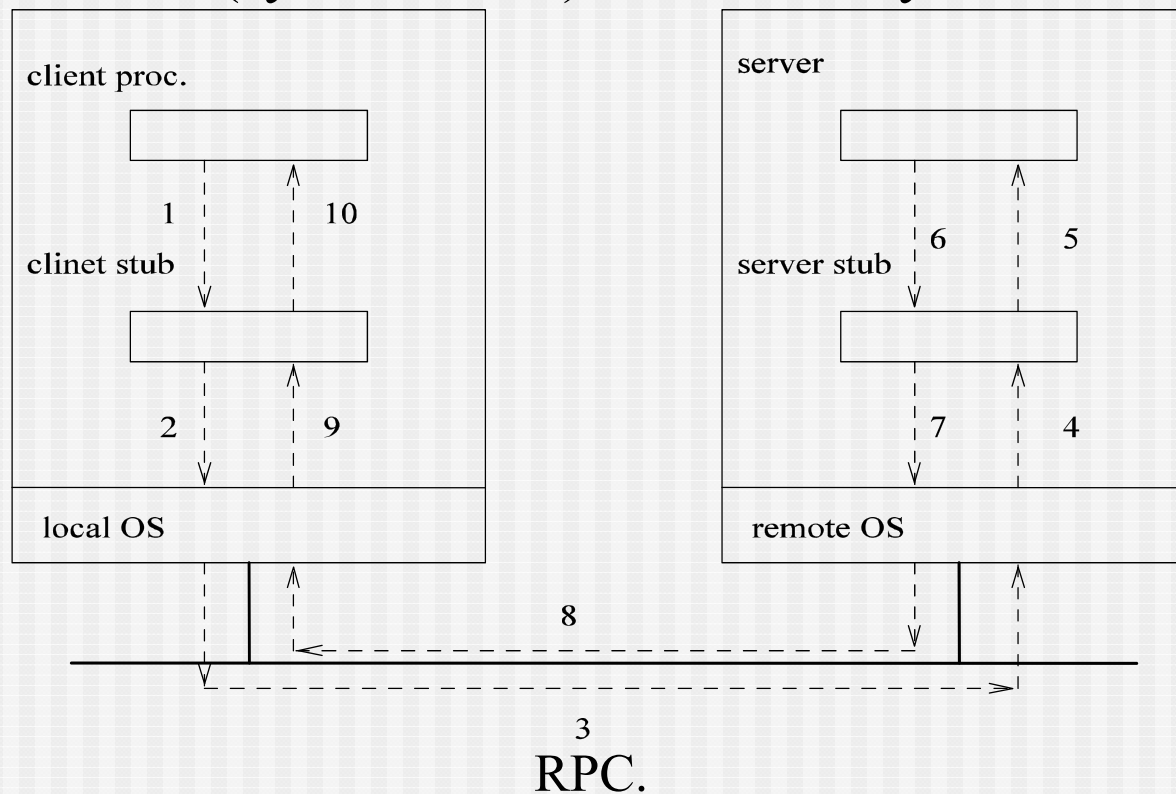 client proc.
server
1
10
6
5
clinet stub
server stub
2
9
7
4
local OS
remote OS
8
3
RPC.